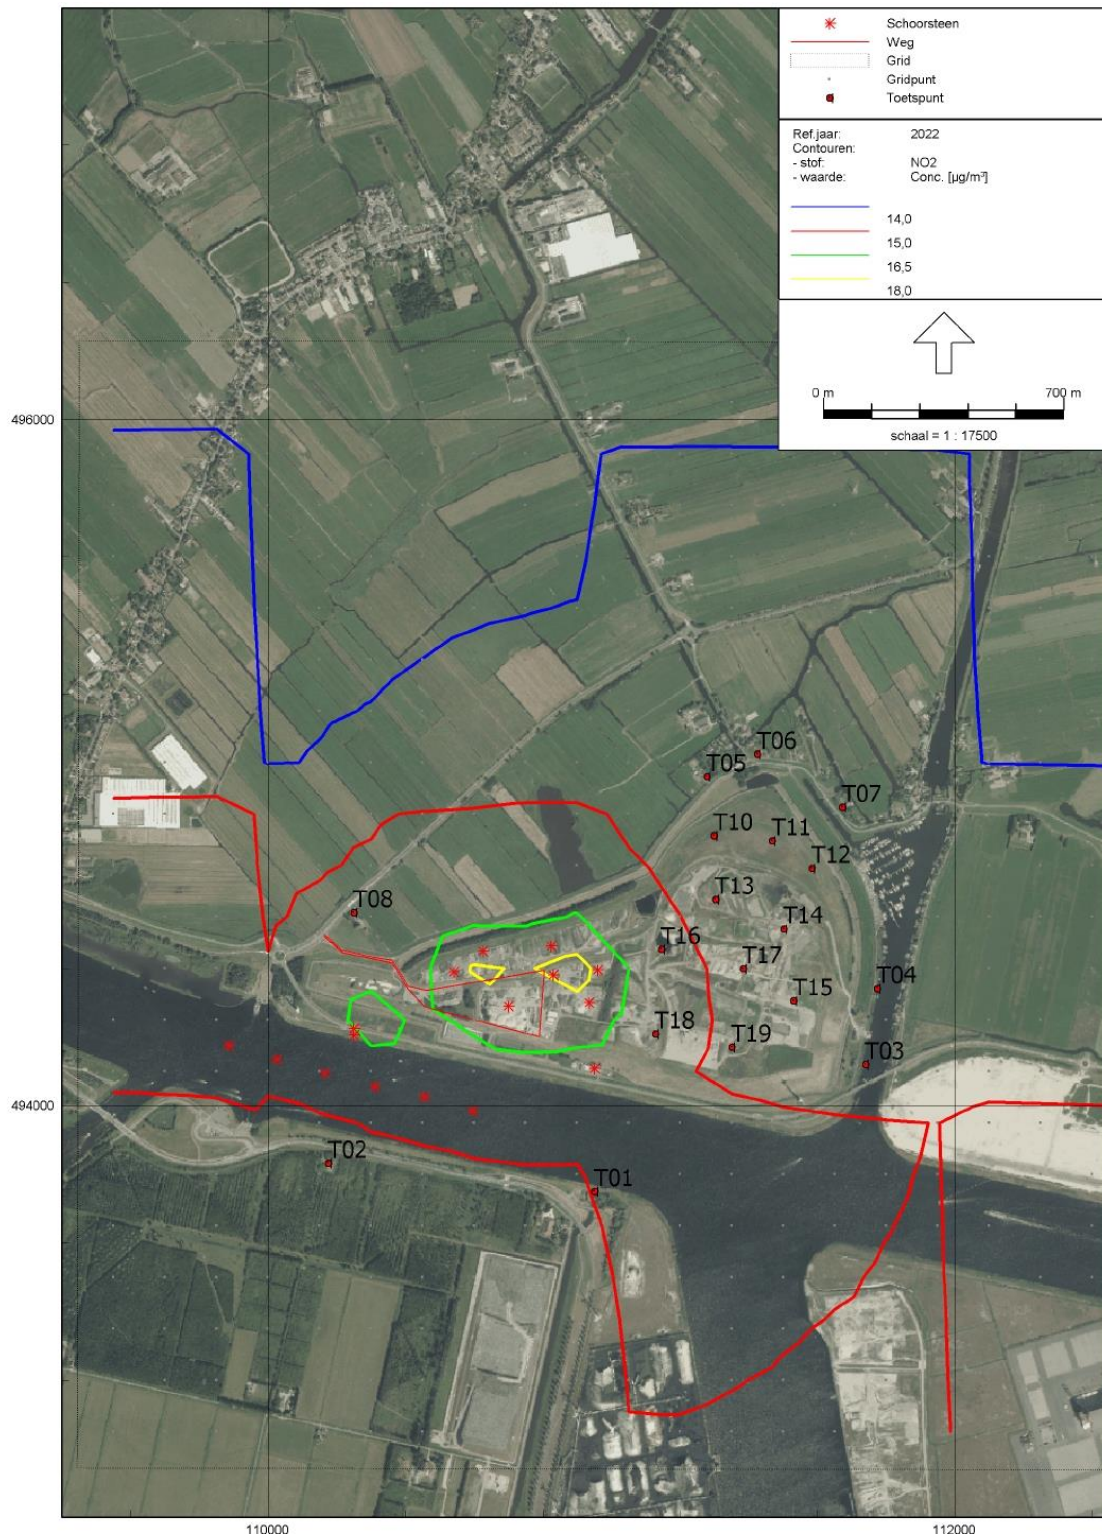 Schoorsteen
Weg
Grid
Gridpunt
Toetspunt
Ref.jaar: 2022
Contouren:
- stof: NO2
- waarde: Conc. [µg/m³]
14,0
15,0
16,5
18,0
0 m 700 m
schaal = 1 : 17500
496000
T06
T05
T07
T10
T11
T12
T13
T08
T14
T16
T17
T04
T15
T18
T19
T03
494000
T02
T01
110000
112000